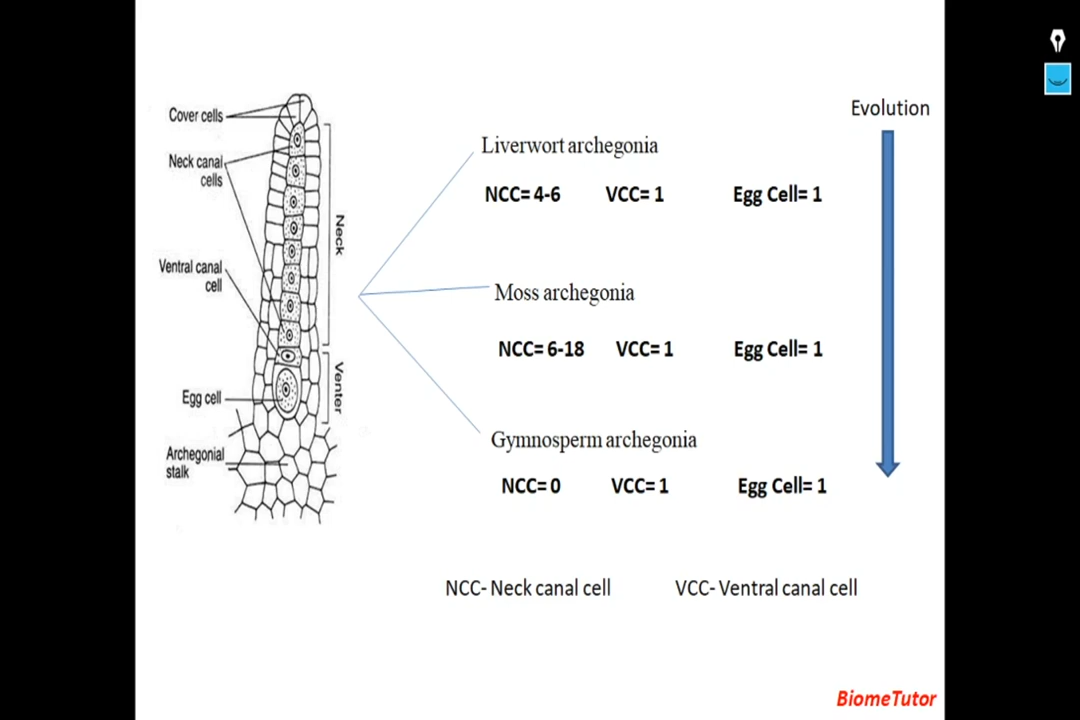 Evolution
Cover cells
Neck canal
cells
Neck
Ventral canal
cell
Venter
Egg cell
Archegonial
stalk
Liverwort archegonia
NCC= 4-6 VCC= 1 Egg Cell= 1
Moss archegonia
NCC= 6-18 VCC= 1 Egg Cell= 1
Gymnosperm archegonia
NCC= 0 VCC= 1 Egg Cell= 1
NCC- Neck canal cell VCC- Ventral canal cell
BiomeTutor